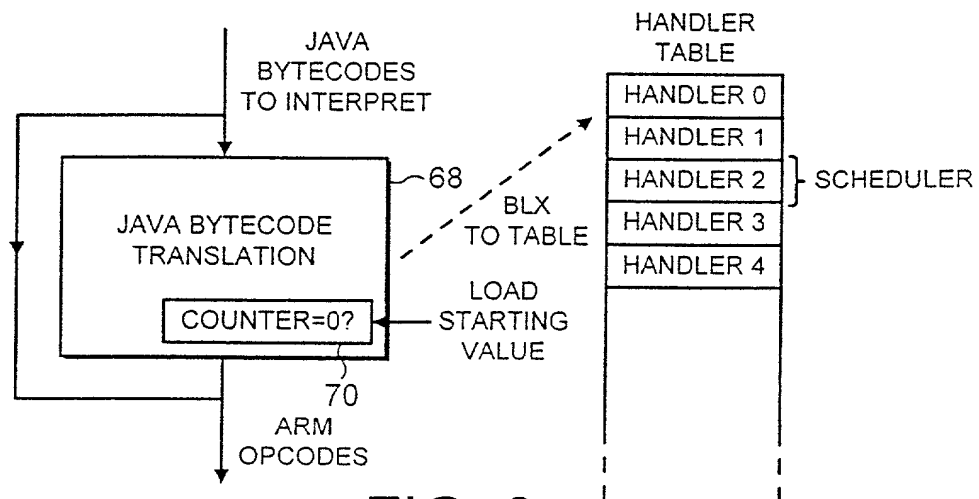 JAVA
BYTECODES
TO INTERPRET
68
JAVA BYTECODE
TRANSLATION
COUNTER=0?
70
BLX
TO TABLE
LOAD
STARTING
VALUE
ARM
OPCODES
HANDLER
TABLE
HANDLER 0
HANDLER 1
HANDLER 2
SCHEDULER
HANDLER 3
HANDLER 4